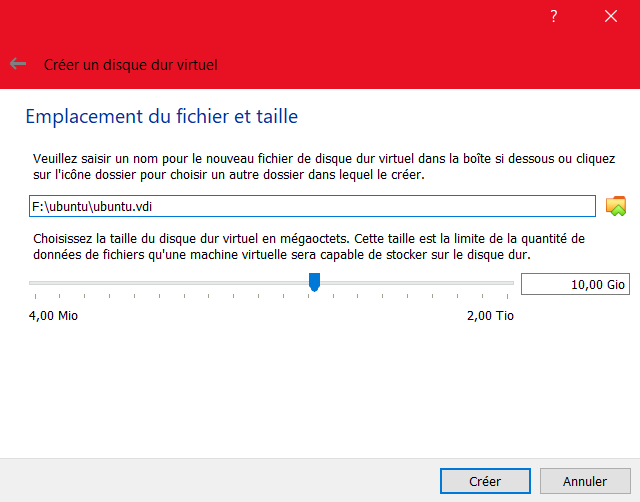 ?
Créer un disque dur virtuel
Emplacement du fichier et taille
Veuillez saisir un nom pour le nouveau fichier de disque dur virtuel dans la boîte si dessous ou cliquez
sur l'icône dossier pour choisir un autre dossier dans lequel le créer.
F:\ubuntu\ubuntu.vdi
Choisissez la taille du disque dur virtuel en mégaoctets. Cette taille est la limite de la quantité de
données de fichiers qu'une machine virtuelle sera capable de stocker sur le disque dur.
10,00 Gio
4,00 Mio 2,00 Tio
Créer Annuler